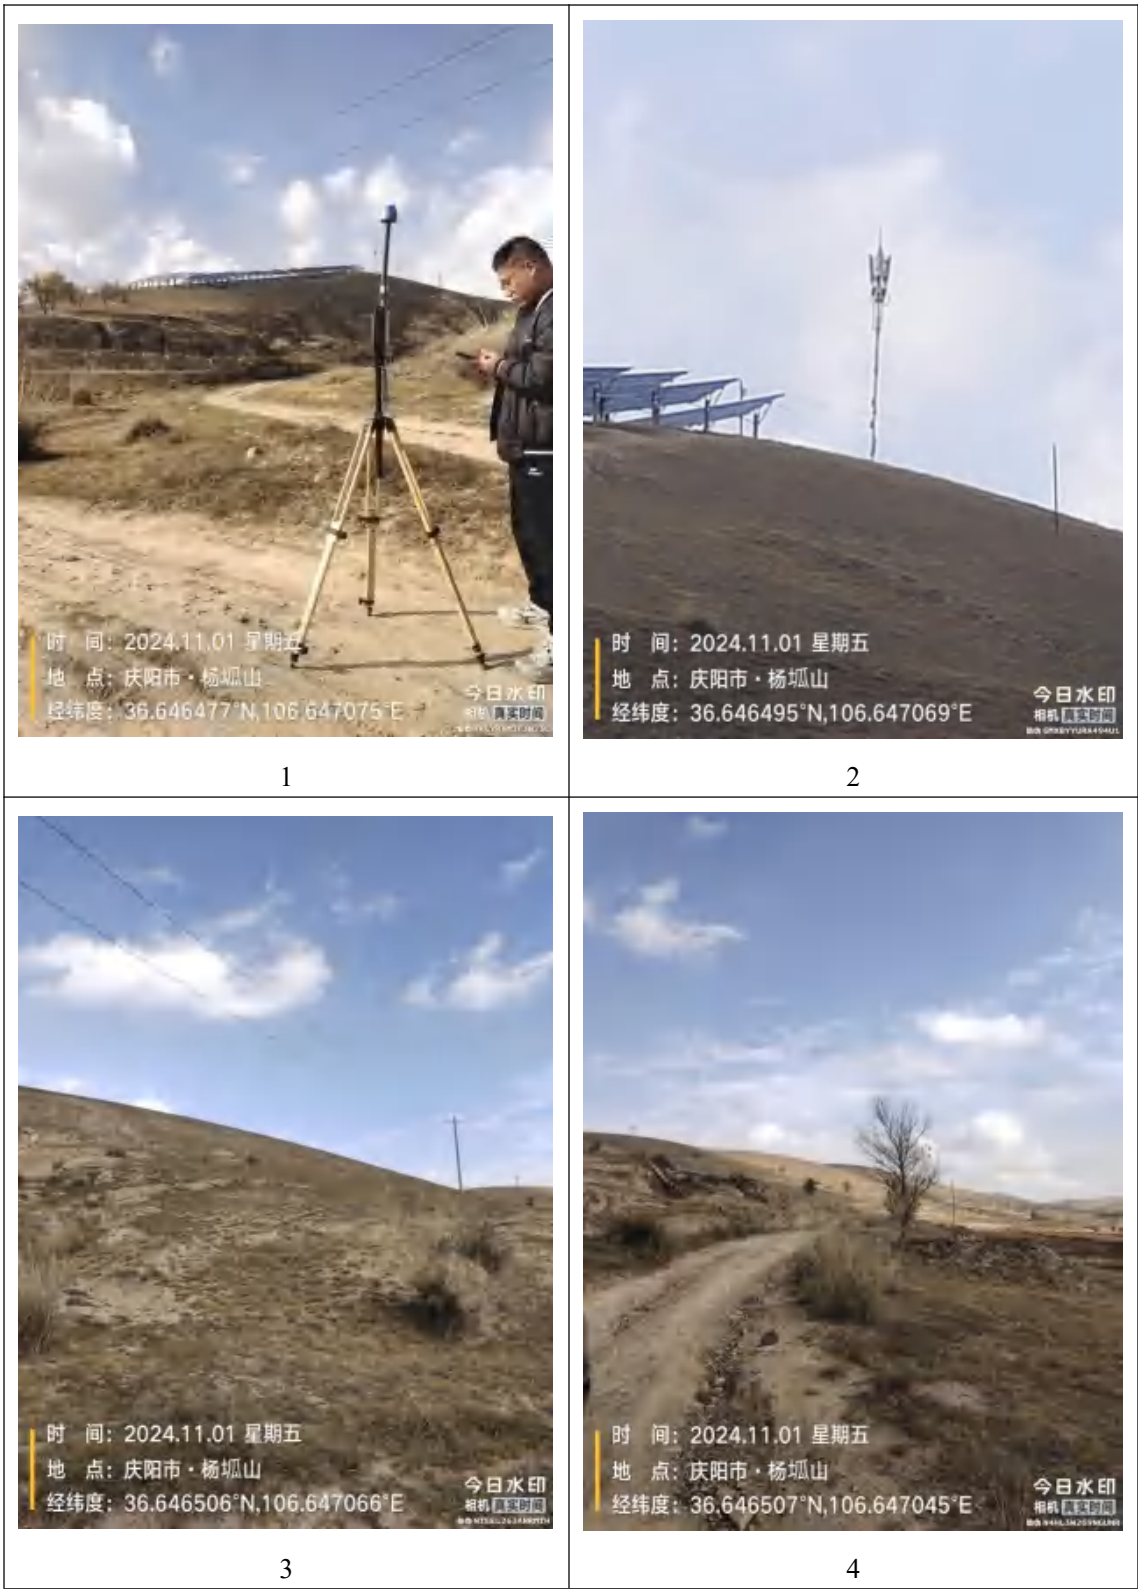 时 间：2024.11.01 星期五
地 点：庆阳市·杨坬山
经纬度：36.646477°N,106.647075°E
今日水印
相机 真实时间
1
时 间：2024.11.01 星期五
地 点：庆阳市·杨坬山
经纬度：36.646495°N,106.647069°E
今日水印
相机 真实时间
2
时 间：2024.11.01 星期五
地 点：庆阳市·杨坬山
经纬度：36.646506°N,106.647066°E
今日水印
相机 真实时间
3
时 间：2024.11.01 星期五
地 点：庆阳市·杨坬山
经纬度：36.646507°N,106.647045°E
今日水印
相机 真实时间
4